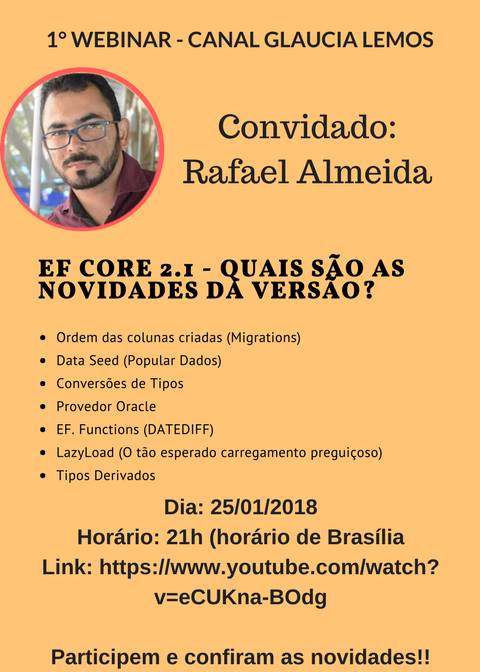 1° WEBINAR - CANAL GLAUCIA LEMOS
Convidado:
Rafael Almeida
EF CORE 2.1 - QUAIS SÃO AS
NOVIDADES DA VERSÃO?
• Ordem das colunas criadas (Migrations)
• Data Seed (Popular Dados)
• Conversões de Tipos
• Provedor Oracle
• EF. Functions (DATEDIFF)
• LazyLoad (O tão esperado carregamento preguiçoso)
• Tipos Derivados
Dia: 25/01/2018
Horário: 21h (horário de Brasília
Link: https://www.youtube.com/watch?
v=eCUKna-BOdg
Participem e confiram as novidades!!